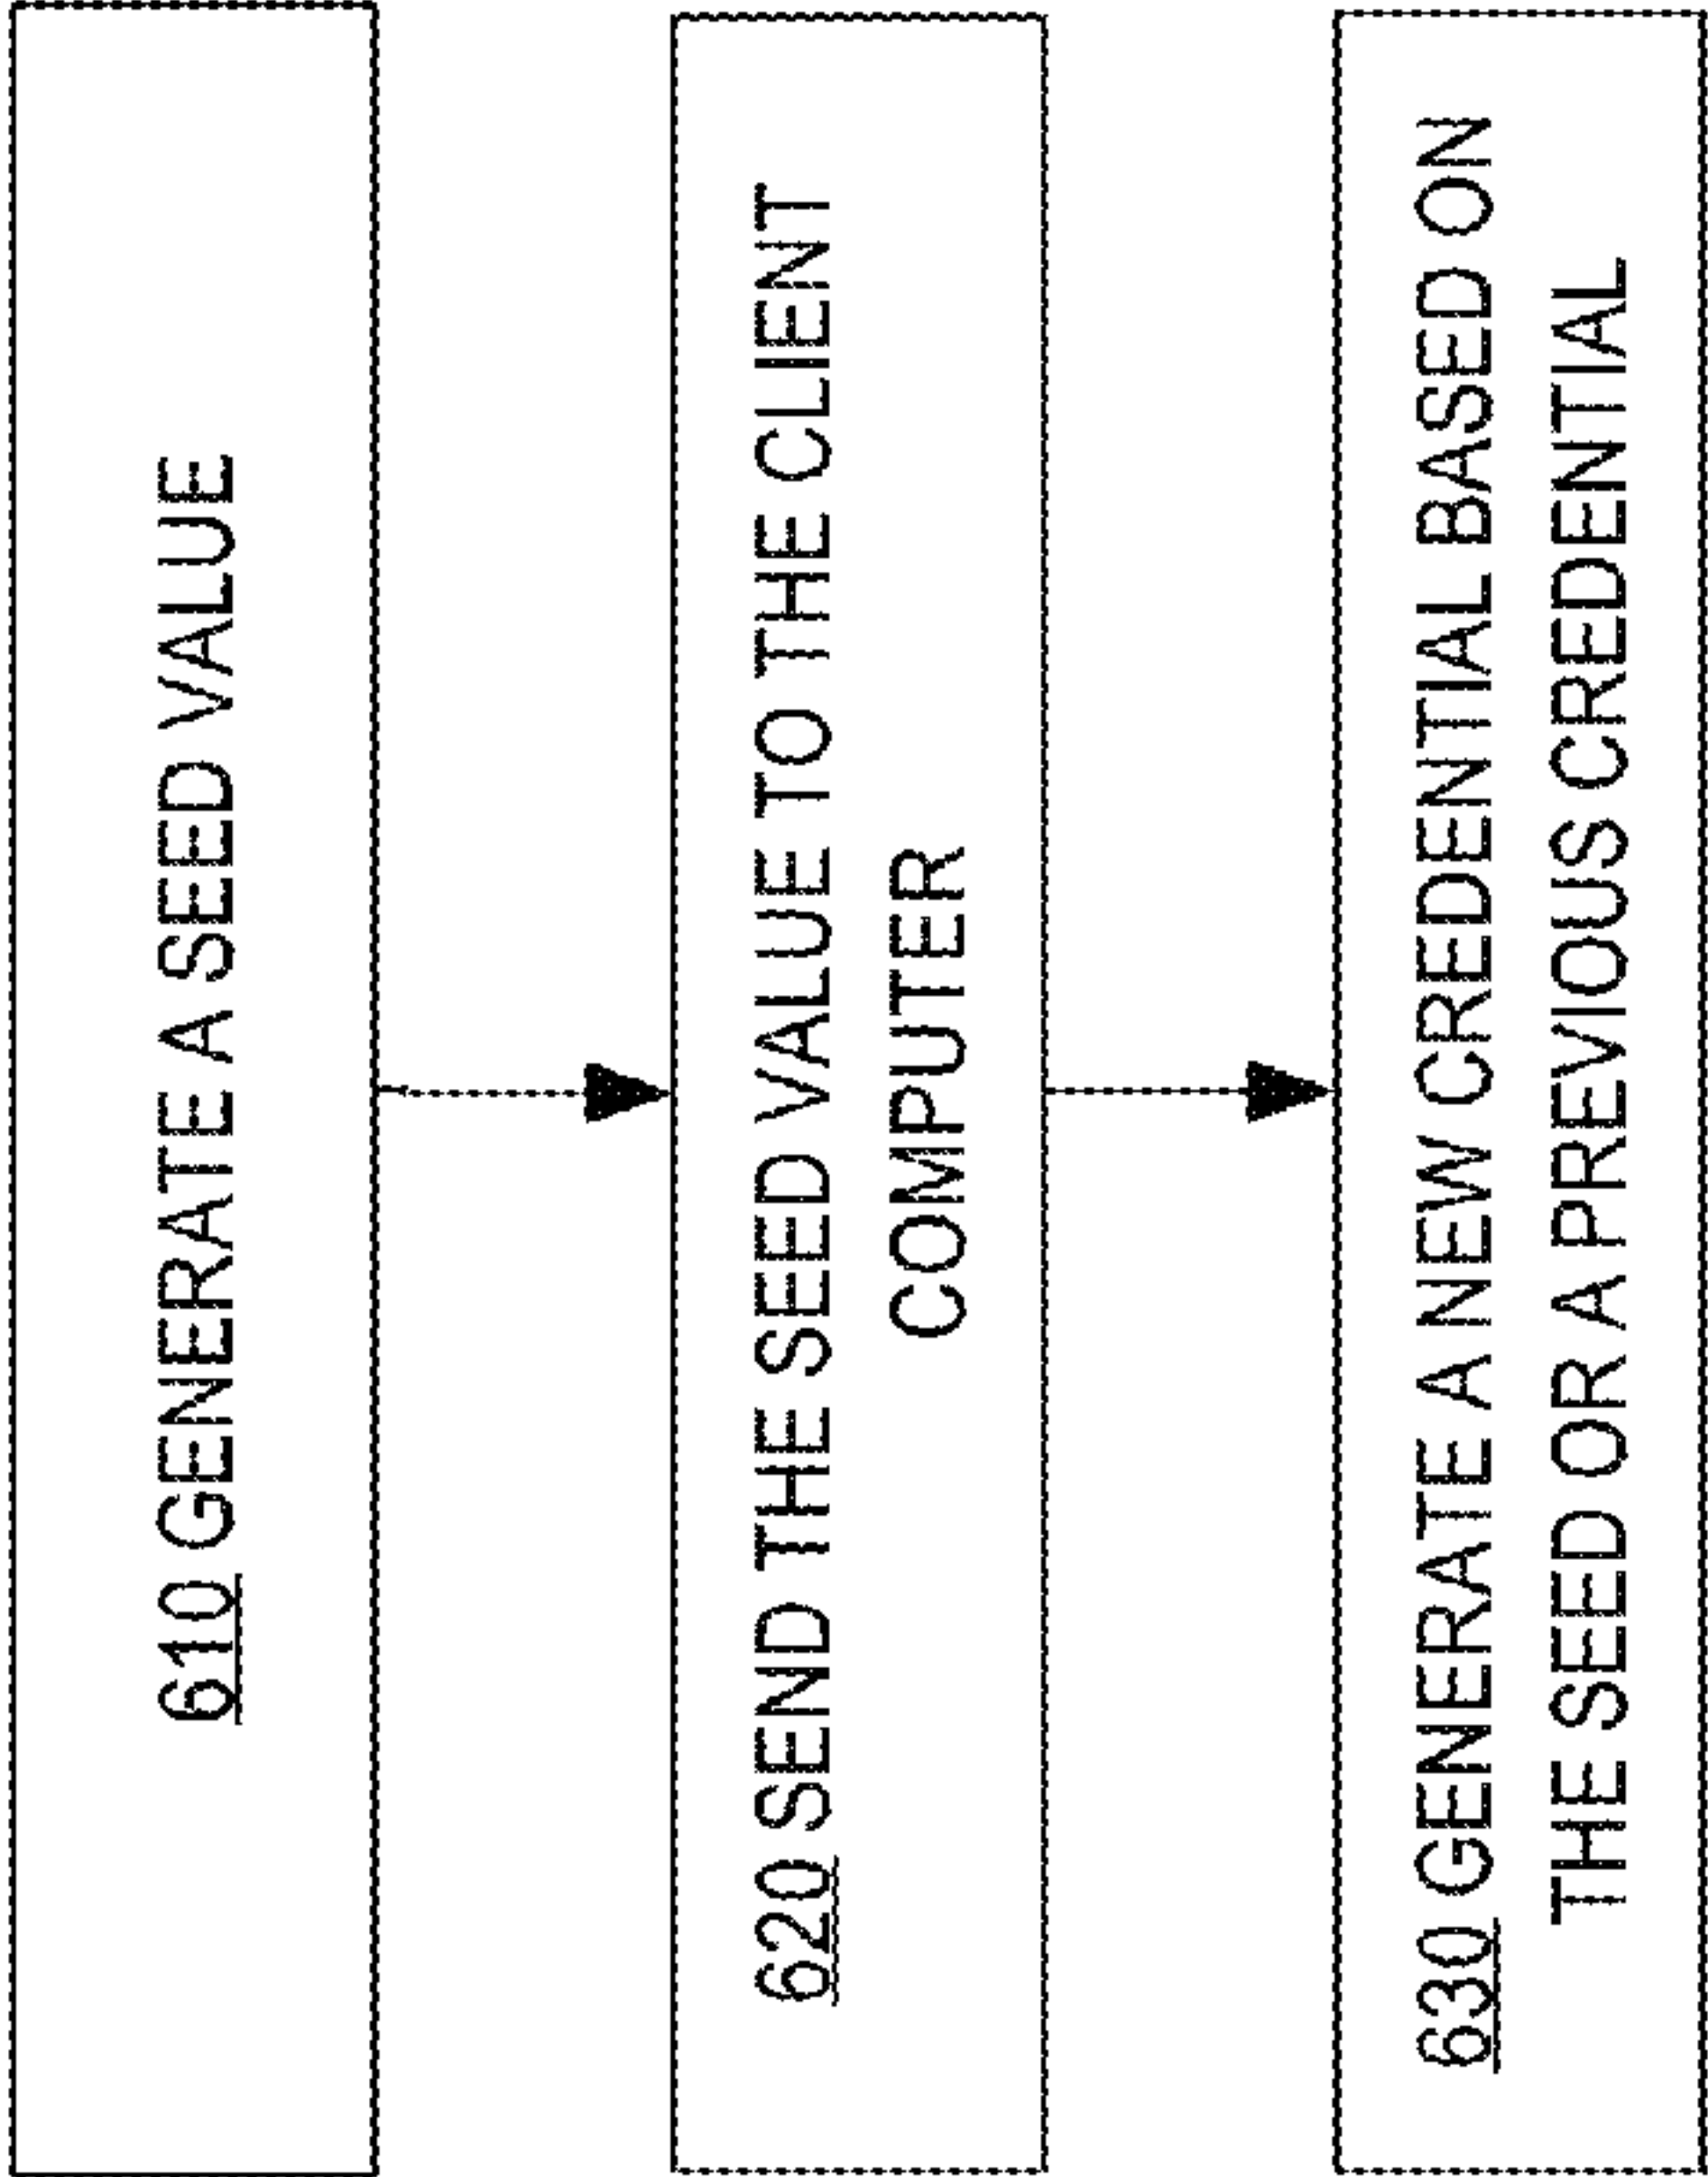 610 GENERATE A SEED VALUE
620 SEND THE SEED VALUE TO THE CLIENT
COMPUTER
630 GENERATE A NEW CREDENTIAL BASED ON
THE SEED OR A PREVIOUS CREDENTIAL